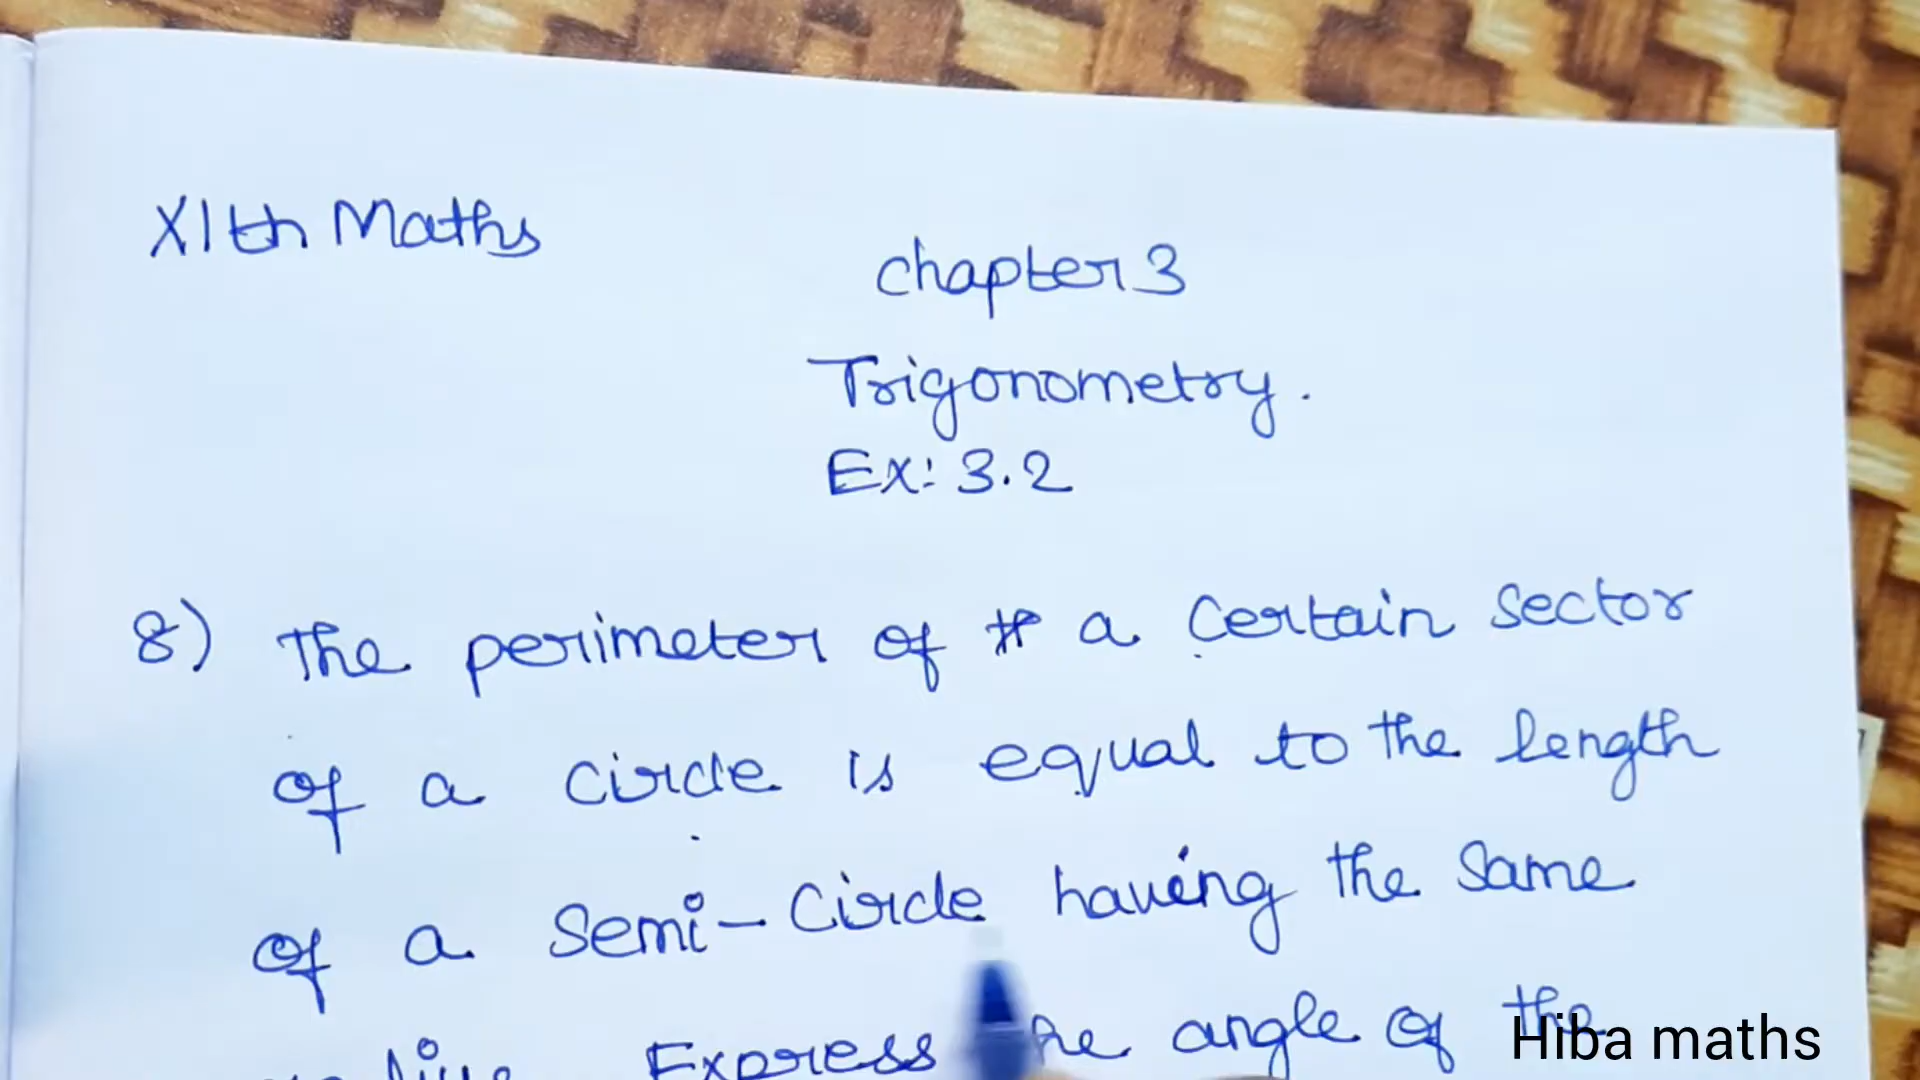 XIth Maths
chapter 3
Trigonometry.
Ex: 3.2
8) The perimeter of a certain sector
of a circle is equal to the length
of a semi-circle having the same
Express the angle of the
Hiba maths